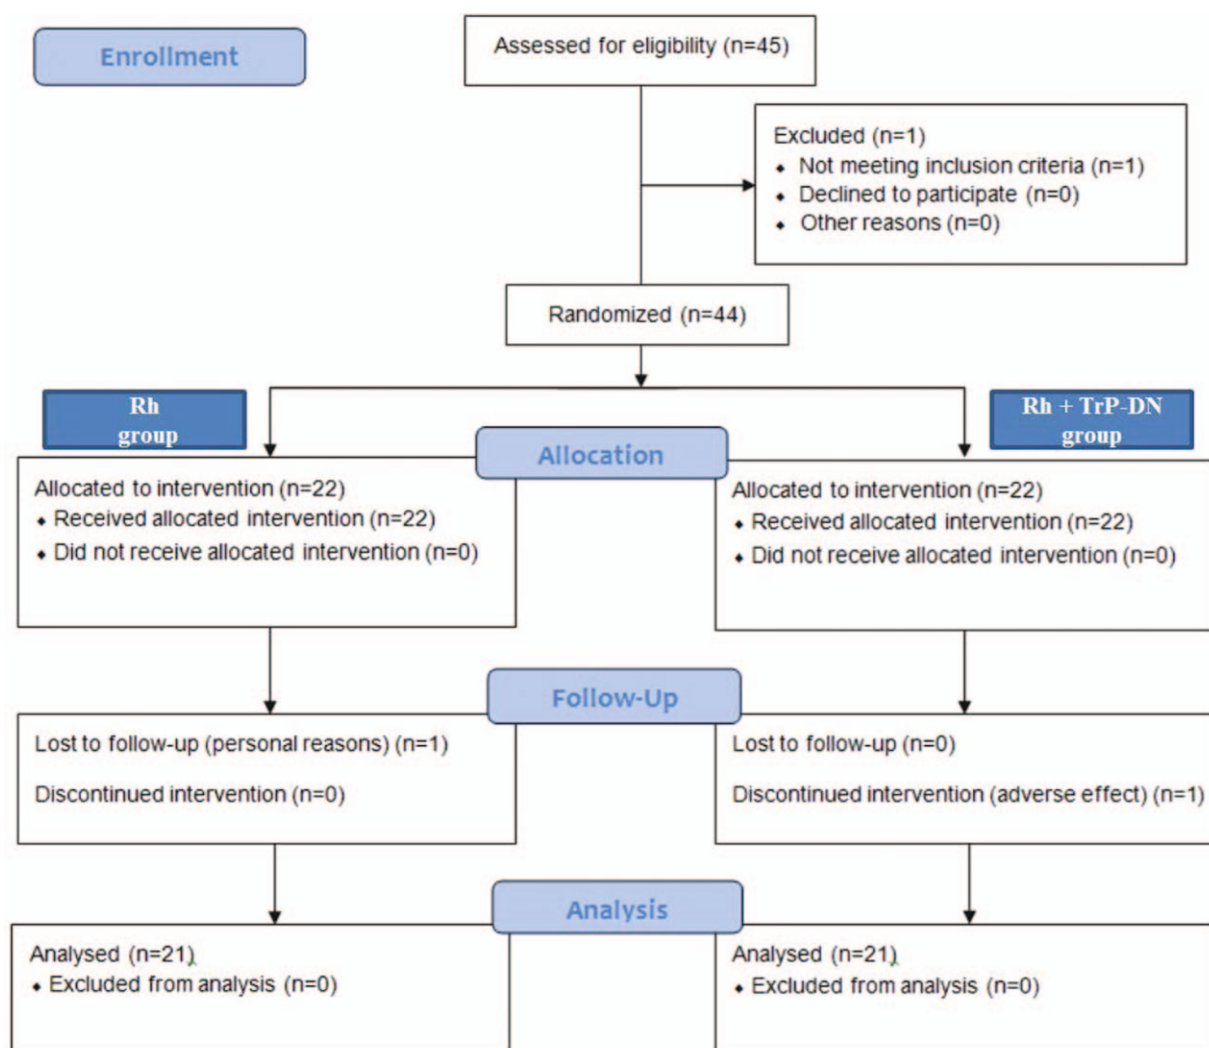 Enrollment
Assessed for eligibility (n=45)
Excluded (n=1)
⬥ Not meeting inclusion criteria (n=1)
⬥ Declined to participate (n=0)
⬥ Other reasons (n=0)
Randomized (n=44)
Rh
group
Rh + TrP-DN
group
Allocation
Allocated to intervention (n=22)
⬥ Received allocated intervention (n=22)
⬥ Did not receive allocated intervention (n=0)
Allocated to intervention (n=22)
⬥ Received allocated intervention (n=22)
⬥ Did not receive allocated intervention (n=0)
Follow-Up
Lost to follow-up (personal reasons) (n=1)
Discontinued intervention (n=0)
Lost to follow-up (n=0)
Discontinued intervention (adverse effect) (n=1)
Analysis
Analysed (n=21)
⬥ Excluded from analysis (n=0)
Analysed (n=21)
⬥ Excluded from analysis (n=0)